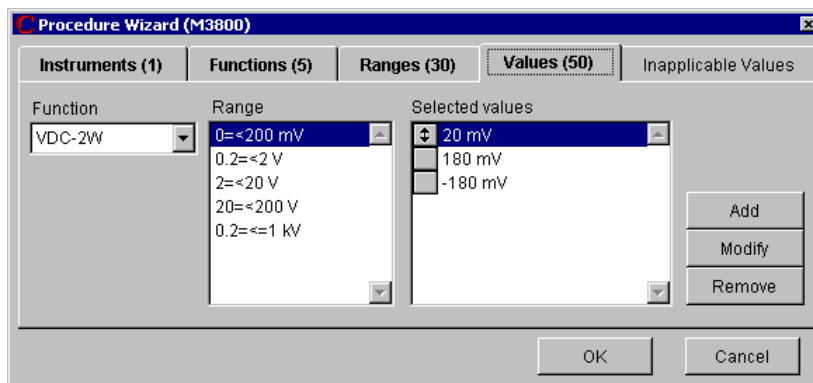 Procedure Wizard (M3800)
Instruments (1) Functions (5) Ranges (30) Values (50) Inapplicable Values
Function Range Selected values
VDC-2W 0=<200 mV 20 mV
0.2=<2 V 180 mV
2=<20 V -180 mV
20=<200 V
0.2=<=1 kV
Add
Modify
Remove
OK Cancel